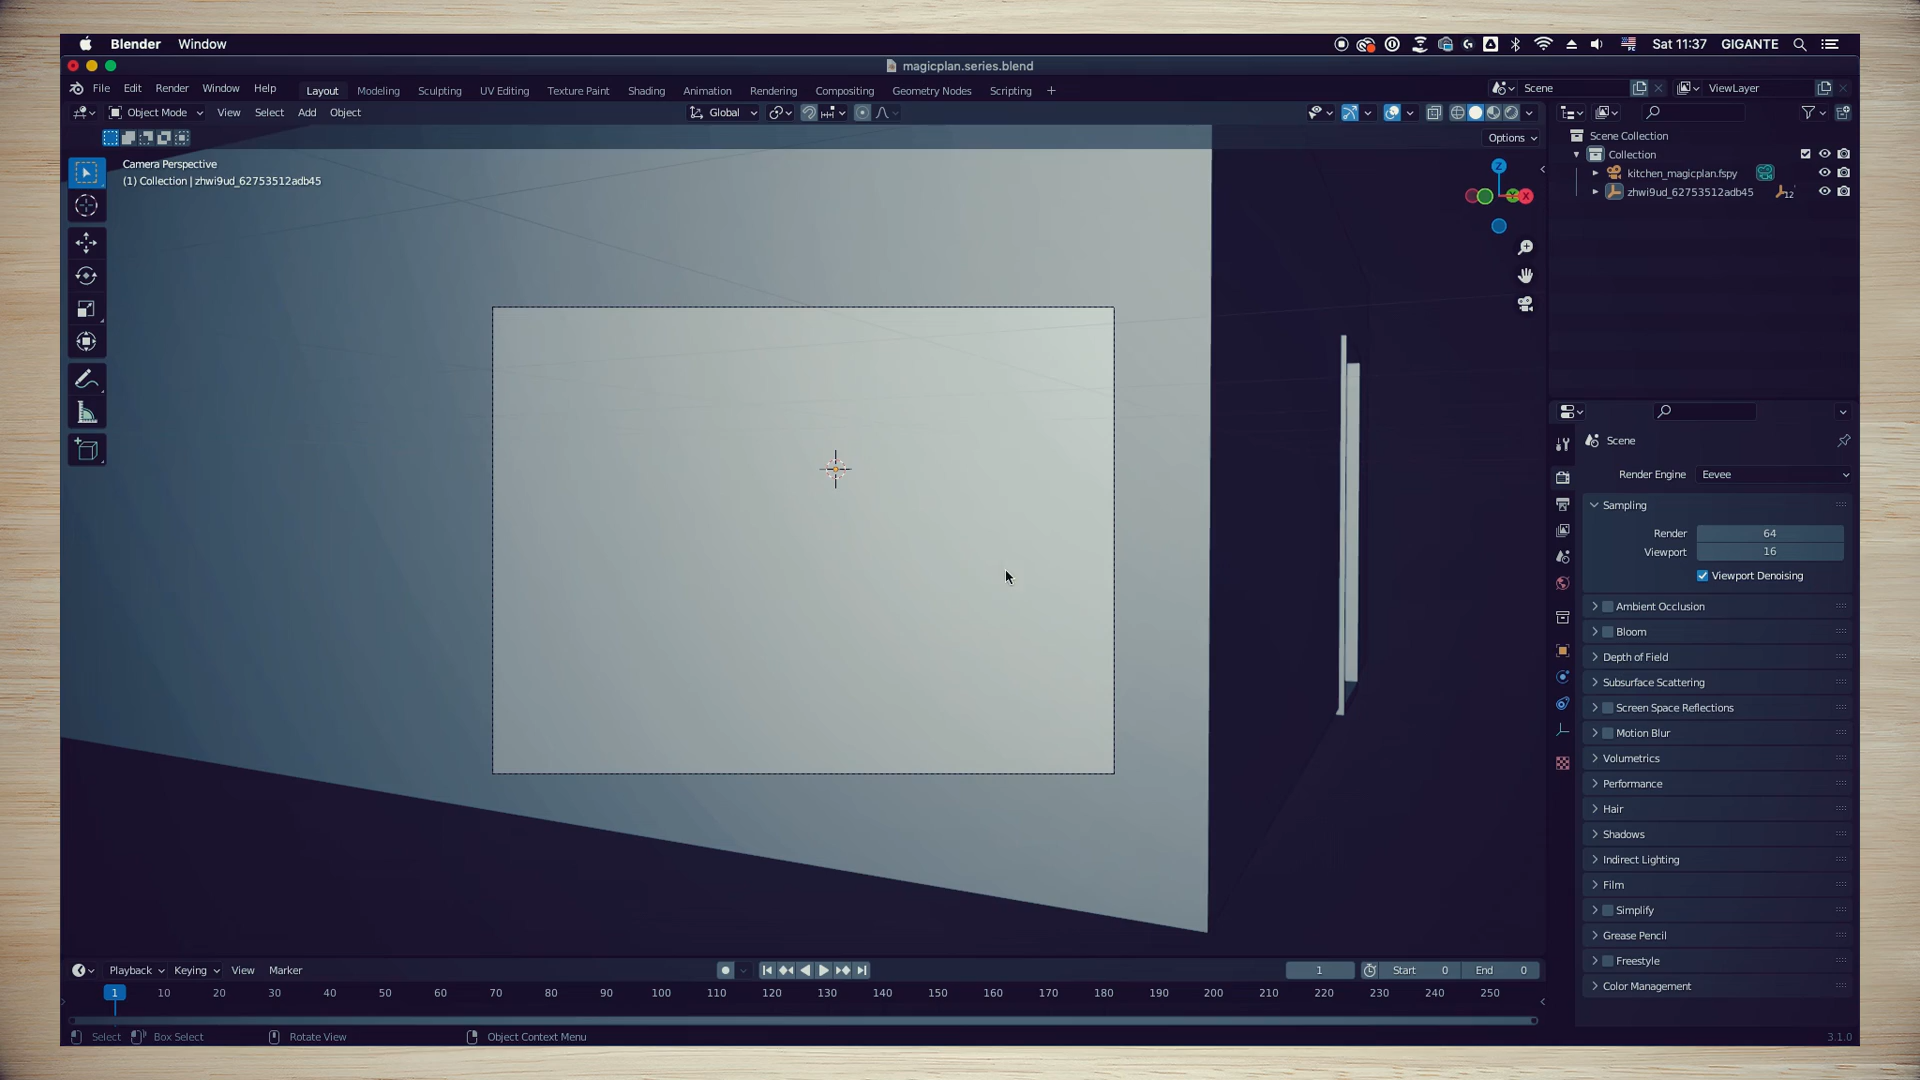 Blender Window Sat 11:37 GIGANTE
magicplan.series.blend
File Edit Render Window Help Layout Modeling Sculpting UV Editing Texture Paint Shading Animation Rendering Compositing Geometry Nodes Scripting + Scene ViewLayer
Object Mode View Select Add Object Global
Options
Scene Collection
Collection
kitchen_magicplan.fspy
zhwi9ud_62753512adb45 12
Camera Perspective
(1) Collection | zhwi9ud_62753512adb45
Z
Y X
Scene
Render Engine Eevee
Sampling
Render 64
Viewport 16
Viewport Denoising
Ambient Occlusion
Bloom
Depth of Field
Subsurface Scattering
Screen Space Reflections
Motion Blur
Volumetrics
Performance
Hair
Shadows
Indirect Lighting
Film
Simplify
Grease Pencil
Freestyle
Color Management
Playback Keying View Marker 1 Start 0 End 0
1 10 20 30 40 50 60 70 80 90 100 110 120 130 140 150 160 170 180 190 200 210 220 230 240 250
Select Box Select Rotate View Object Context Menu 3.1.0